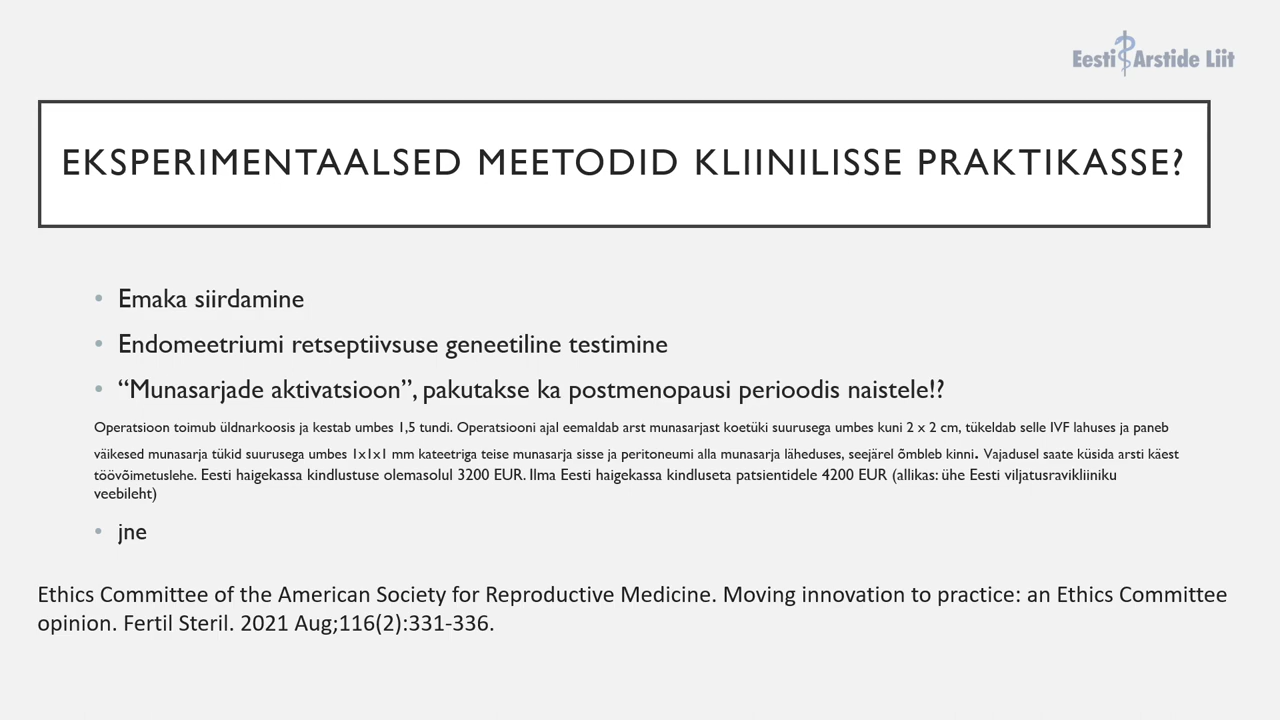 Eesti Arstide Liit
EKSPERIMENTAALSED MEETODID KLIINILISSE PRAKTIKASSE?
• Emaka siirdamine
• Endomeetriumi retseptiivsuse geneetiline testimine
• “Munasarjade aktivatsioon”, pakutakse ka postmenopausi perioodis naistele!?
Operatsioon toimub üldnarkoosis ja kestab umbes 1,5 tundi. Operatsiooni ajal eemaldab arst munasarjast koetüki suurusega umbes kuni 2 x 2 cm, tükeldab selle IVF lahuses ja paneb
väikesed munasarja tükid suurusega umbes 1x1x1 mm kateetriga teise munasarja sisse ja peritoneumi alla munasarja läheduses, seejärel õmbleb kinni. Vajadusel saate küsida arsti käest
töövõimetuslehe. Eesti haigekassa kindlustuse olemasolul 3200 EUR. Ilma Eesti haigekassa kindluseta patsientidele 4200 EUR (allikas: ühe Eesti viljatusravikliiniku
veebileht)
• jne
Ethics Committee of the American Society for Reproductive Medicine. Moving innovation to practice: an Ethics Committee
opinion. Fertil Steril. 2021 Aug;116(2):331-336.